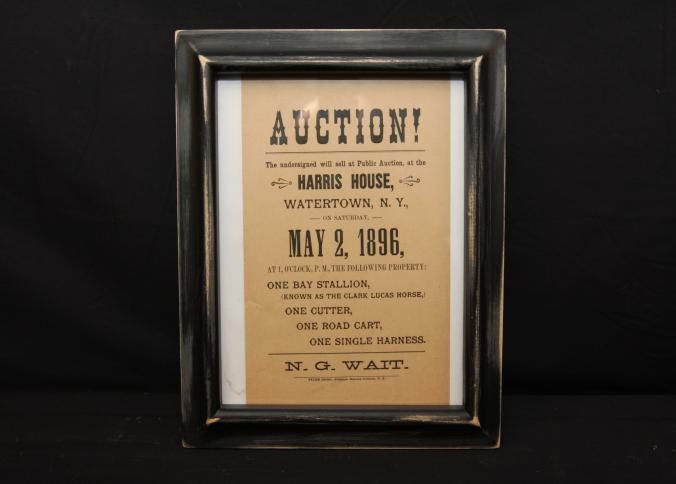 AUCTION!
The undersigned will sell at Public Auction, at the
HARRIS HOUSE,
WATERTOWN, N. Y.,
— ON SATURDAY, —
MAY 2, 1896,
AT 1, O'CLOCK, P. M., THE FOLLOWING PROPERTY:
ONE BAY STALLION,
(KNOWN AS THE CLARK LUCAS HORSE,)
ONE CUTTER,
ONE ROAD CART,
ONE SINGLE HARNESS.
N. G. WAIT.